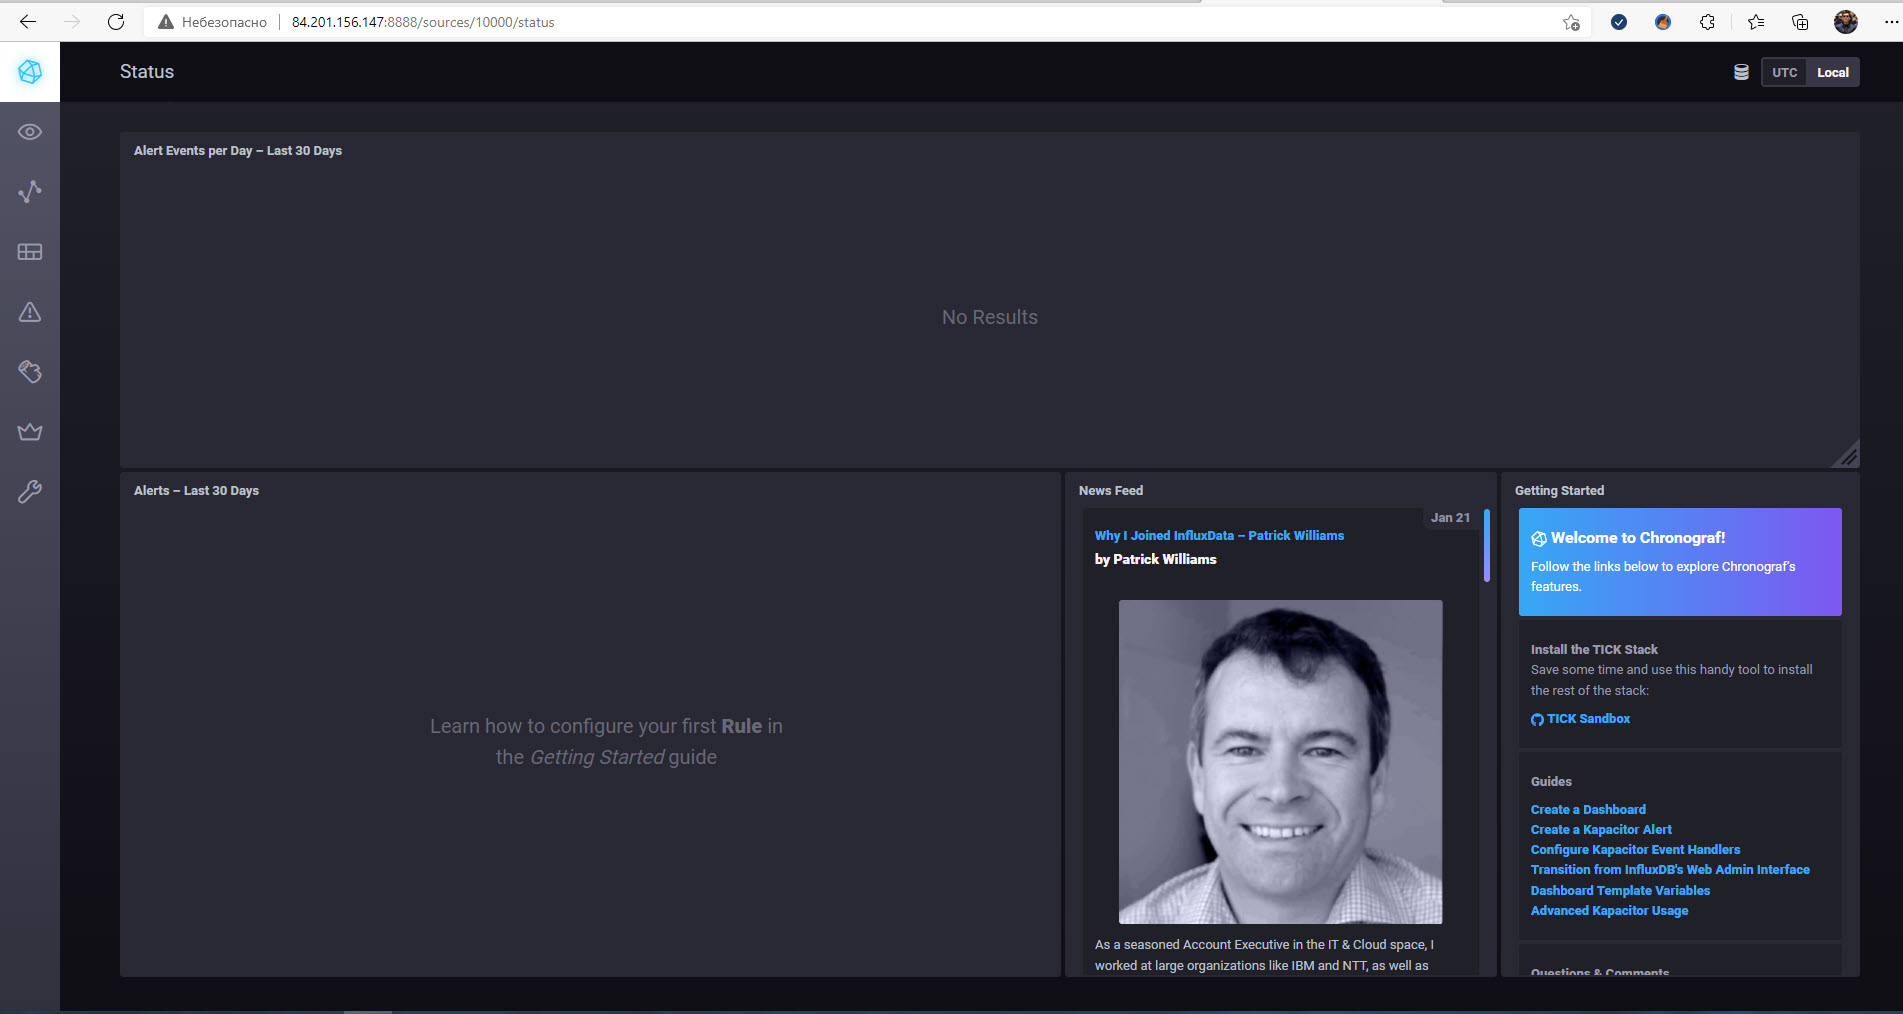 Небезопасно
84.201.156.147:8888/sources/10000/status
Status
UTC
Local
Alert Events per Day – Last 30 Days
No Results
Alerts – Last 30 Days
Learn how to configure your first Rule in
the Getting Started guide
News Feed
Jan 21
Why I Joined InfluxData – Patrick Williams
by Patrick Williams
As a seasoned Account Executive in the IT & Cloud space, I
worked at large organizations like IBM and NTT, as well as
Getting Started
Welcome to Chronograf!
Follow the links below to explore Chronograf's
features.
Install the TICK Stack
Save some time and use this handy tool to install
the rest of the stack:
TICK Sandbox
Guides
Create a Dashboard
Create a Kapacitor Alert
Configure Kapacitor Event Handlers
Transition from InfluxDB's Web Admin Interface
Dashboard Template Variables
Advanced Kapacitor Usage
Questions & Comments